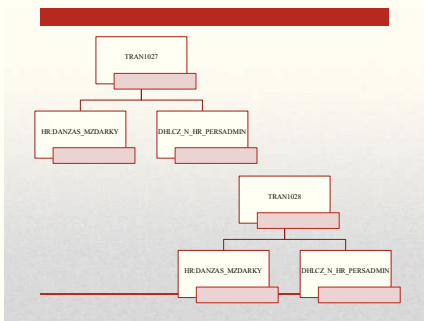 TRAN1027
HR:DANZAS_MZDARKY
DHLCZ_N_HR_PERSADMIN
TRAN1028
HR:DANZAS_MZDARKY
DHLCZ_N_HR_PERSADMIN